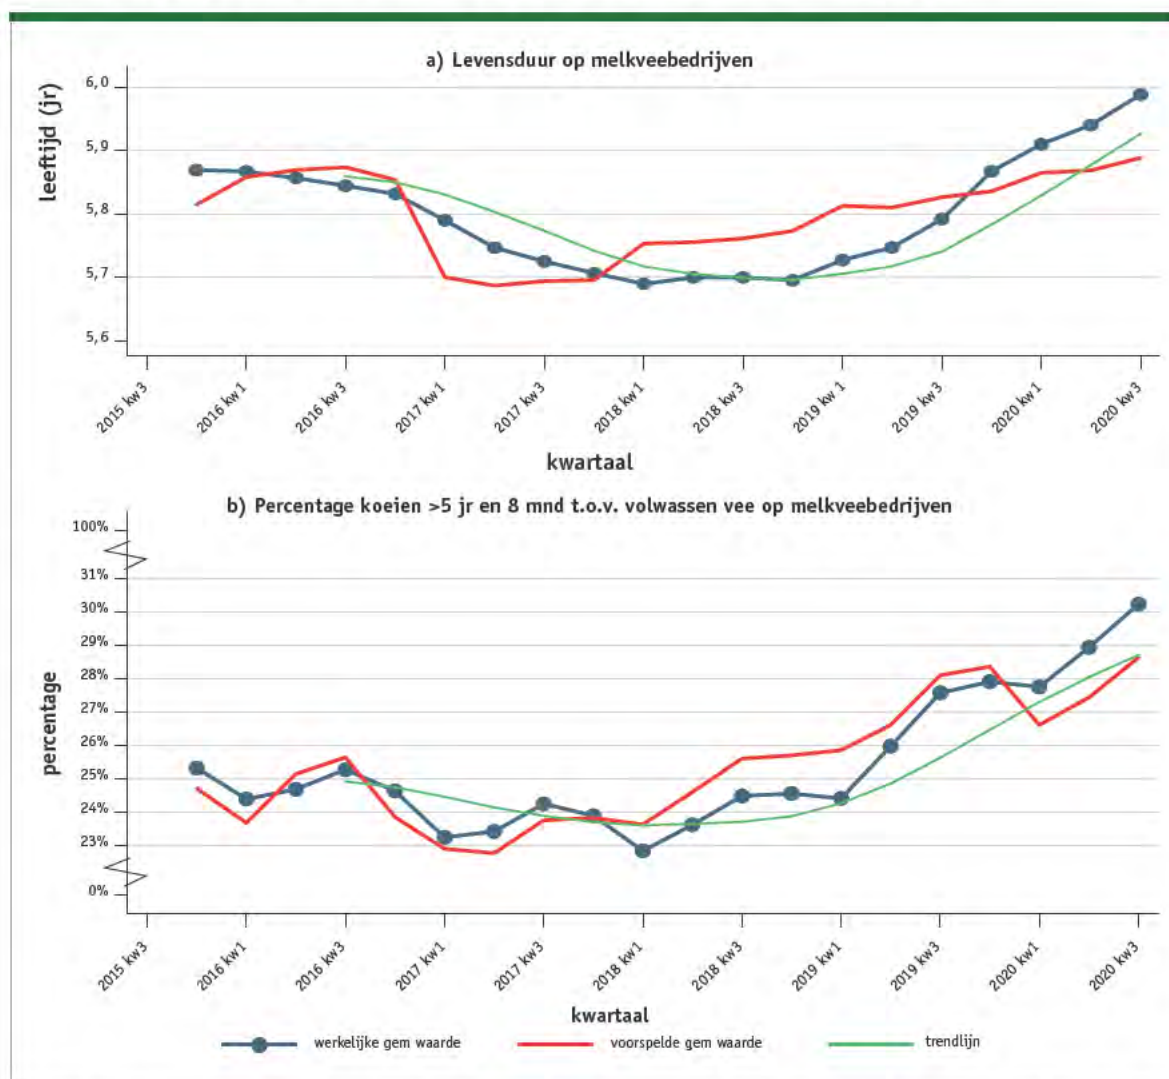 a) Levensduur op melkveebedrijven
leeftijd (jr)
6,0
5,9
5,8
5,7
5,6
2015 kw3
2016 kw1
2016 kw3
2017 kw1
2017 kw3
2018 kw1
2018 kw3
2019 kw 1
2019 kw3
2020 kw1
2020 kw3
kwartaal
b) Percentage koeien >5 jr en 8 mnd t.o.v. volwassen vee op melkveebedrijven
percentage
100%
31%
30%
29%
28%
27%
26%
25%
24%
23%
0%
2015 kw3
2016 kw1
2016 kw3
2017 kw1
2017 kw3
2018 kw1
2018 kw3
2019 kw1
2019 kw3
2020 kw1
2020 kw3
kwartaal
werkelijke gem waarde
voorspelde gem waarde
trendlijn